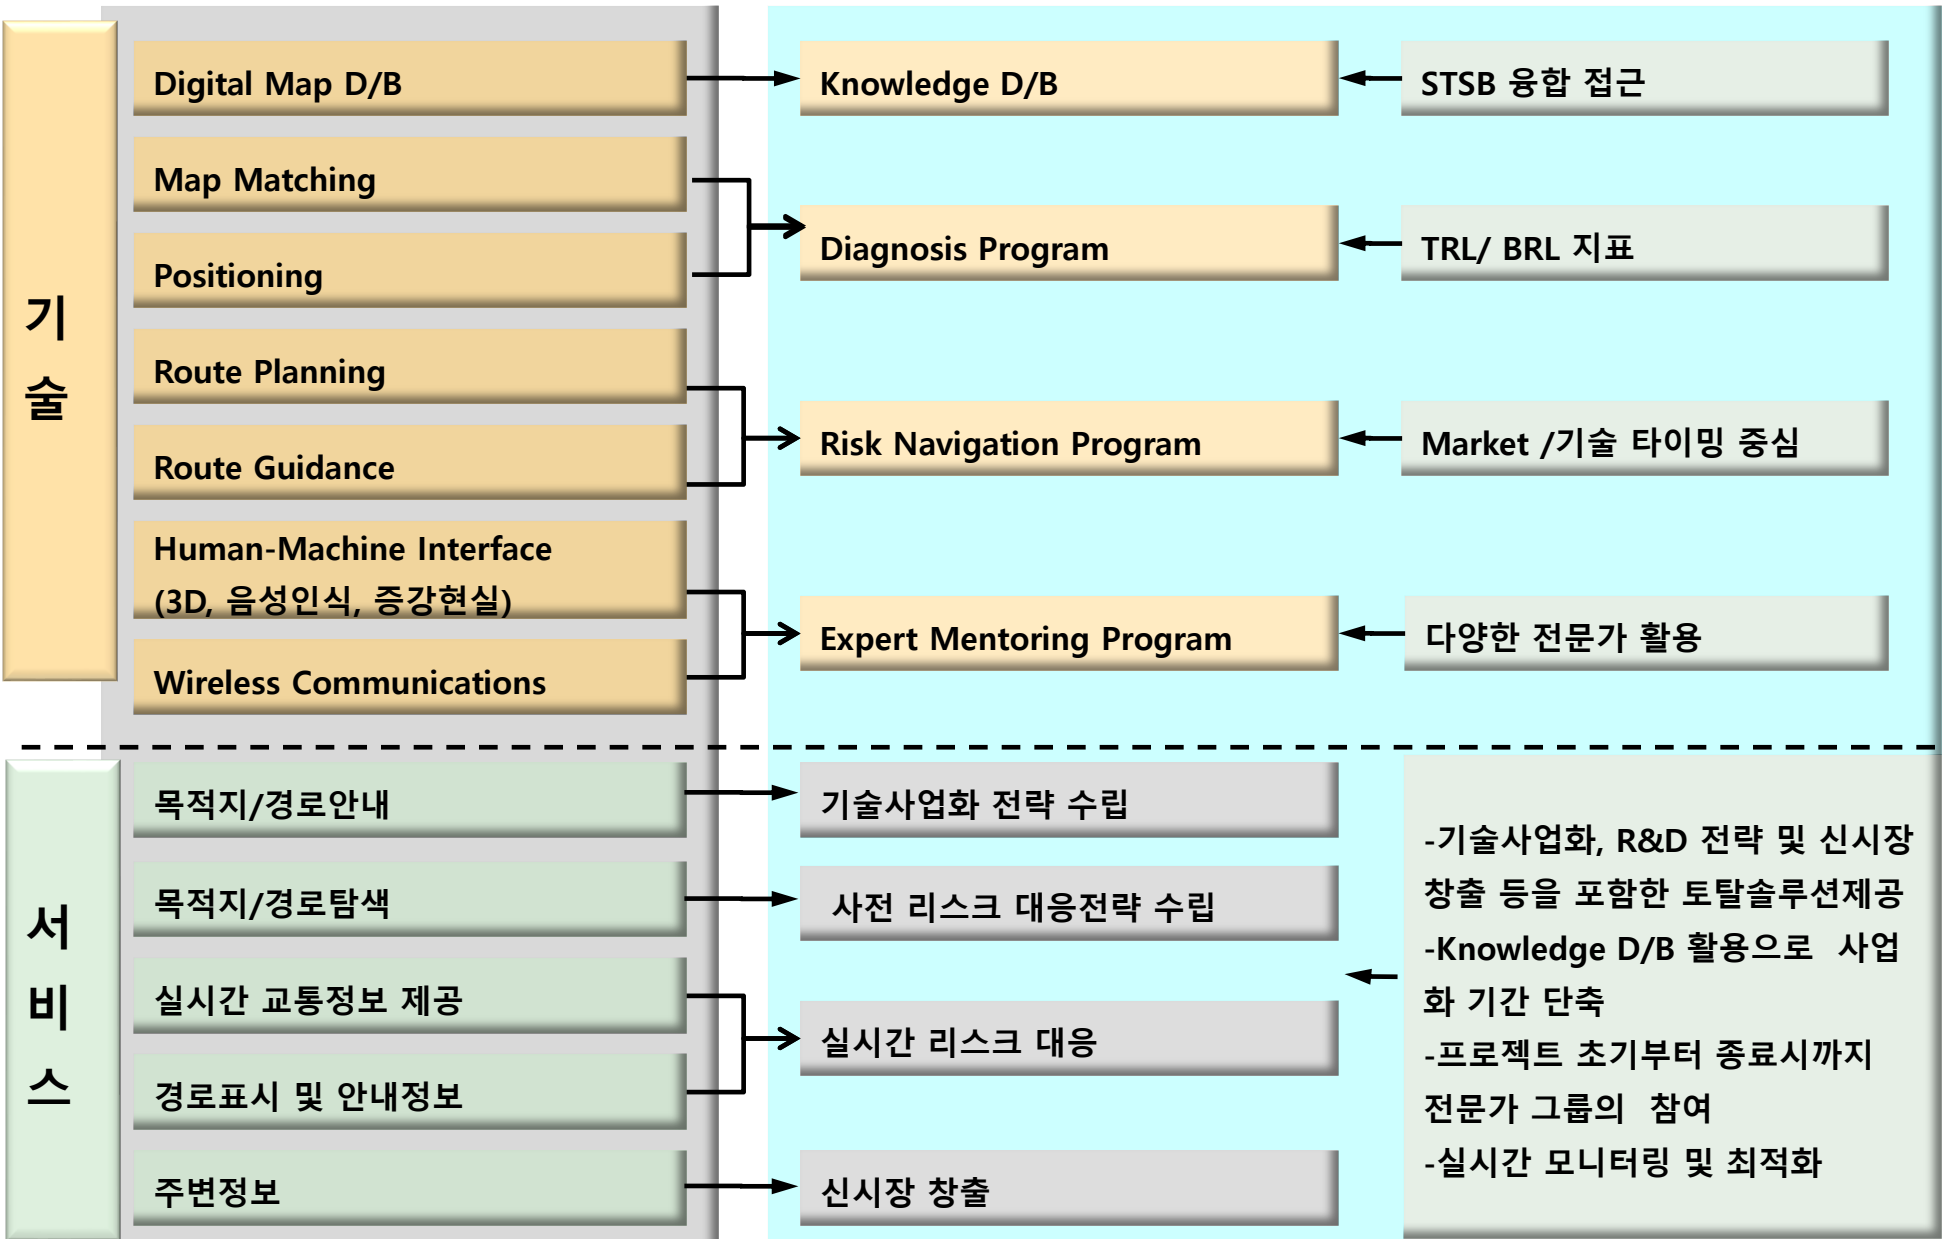 기
술
Digital Map D/B
Knowledge D/B
STSB 융합 접근
Map Matching
Positioning
Diagnosis Program
TRL/ BRL 지표
Route Planning
Route Guidance
Risk Navigation Program
Market /기술 타이밍 중심
Human-Machine Interface
(3D, 음성인식, 증강현실)
Wireless Communications
Expert Mentoring Program
다양한 전문가 활용
서
비
스
목적지/경로안내
기술사업화 전략 수립
목적지/경로탐색
사전 리스크 대응전략 수립
실시간 교통정보 제공
경로표시 및 안내정보
실시간 리스크 대응
주변정보
신시장 창출
-기술사업화, R&D 전략 및 신시장
창출 등을 포함한 토탈솔루션제공
-Knowledge D/B 활용으로 사업
화 기간 단축
-프로젝트 초기부터 종료시까지
전문가 그룹의 참여
-실시간 모니터링 및 최적화